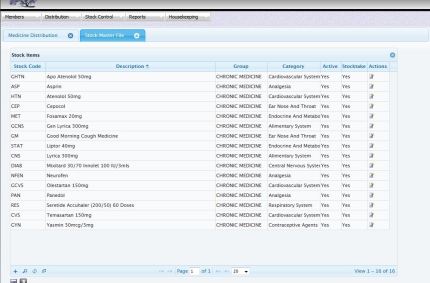 Members Distribution Stock Control Reports Housekeeping
Medicine Distribution Stock Master File
Stock Items
Stock Code Description Group Category Active Stocktake Actions
GHTN Apo Atenolol 50mg CHRONIC MEDICINE Cardiovascular System Yes Yes
ASP Asprin CHRONIC MEDICINE Analgesia Yes Yes
HTN Atenolol 50mg CHRONIC MEDICINE Cardiovascular System Yes Yes
CEP Cepocol CHRONIC MEDICINE Ear Nose And Throat Yes Yes
MET Fosamax 20mg CHRONIC MEDICINE Endocrine And Metabo Yes Yes
GCNS Gen Lyrica 300mg CHRONIC MEDICINE Alimentary System Yes Yes
GM Good Morning Cough Medicine CHRONIC MEDICINE Ear Nose And Throat Yes Yes
STAT Lipitor 40mg CHRONIC MEDICINE Endocrine And Metabo Yes Yes
CNS Lyrica 300mg CHRONIC MEDICINE Alimentary System Yes Yes
DIAB Mixtard 30/70 Innolet 100 IU/3mls CHRONIC MEDICINE Central Nervous System Yes Yes
NFEN Neurofen CHRONIC MEDICINE Analgesia Yes Yes
GCVS Olestartan 150mg CHRONIC MEDICINE Cardiovascular System Yes Yes
PAN Panadol CHRONIC MEDICINE Analgesia Yes Yes
RES Seretide Accuhaler (200/50) 60 Doses CHRONIC MEDICINE Respiratory System Yes Yes
CVS Temasartan 150mg CHRONIC MEDICINE Cardiovascular System Yes Yes
GYN Yasmin 30mcg/3mg CHRONIC MEDICINE Contraceptive Agents Yes Yes
Page 1 of 1 20 View 1 - 16 of 16